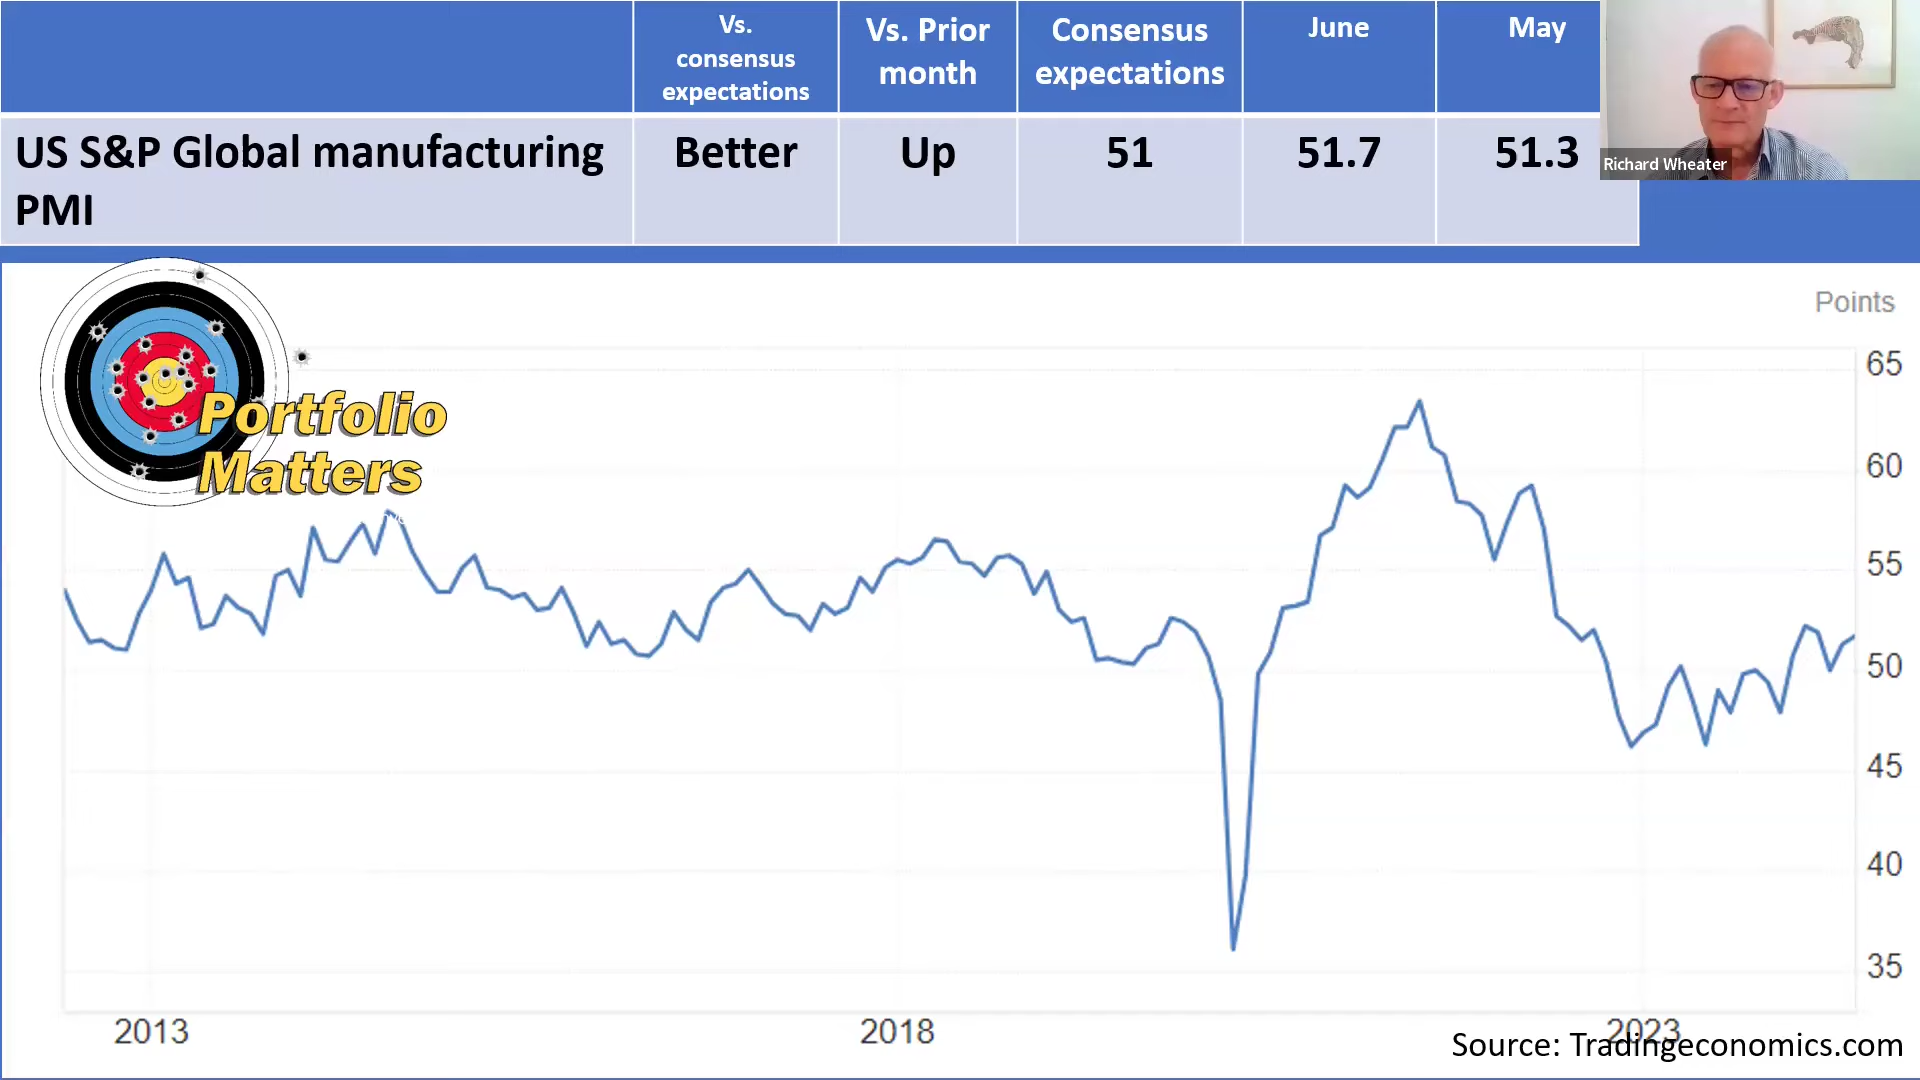 Vs.
consensus
expectations
Vs. Prior
month
Consensus
expectations
June
May
US S&P Global manufacturing
PMI
Better
Up
51
51.7
51.3
Richard Wheater
Portfolio
Matters
Points
65
60
55
50
45
40
35
2013
2018
2023
Source: Tradingeconomics.com